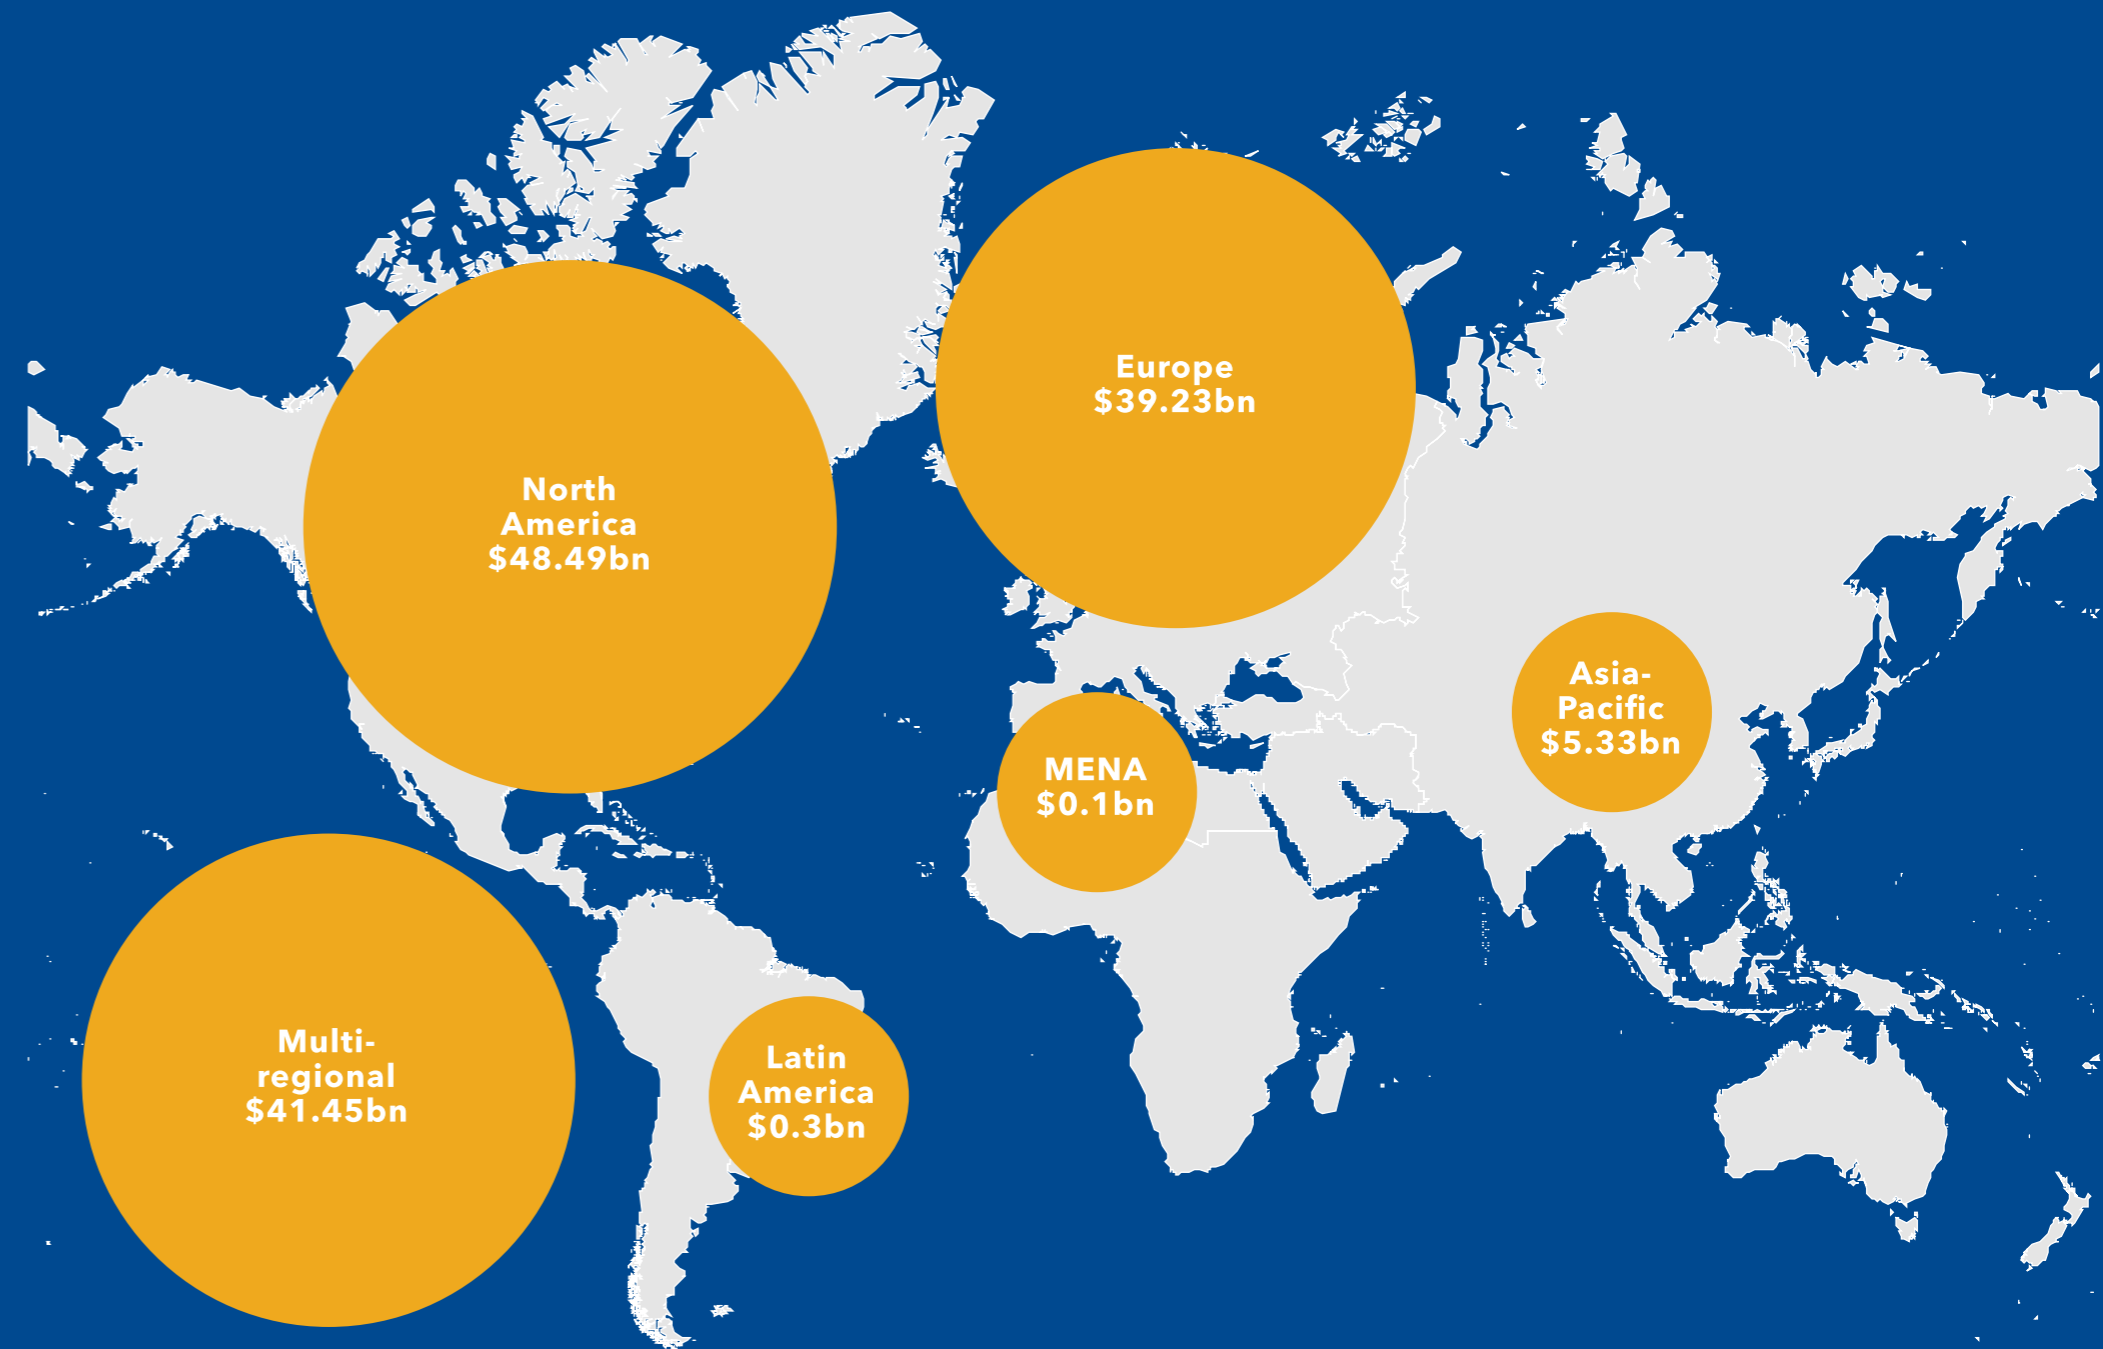 Europe
$39.23bn
North
America
$48.49bn
Asia-
Pacific
$5.33bn
MENA
$0.1bn
Multi-
regional
$41.45bn
Latin
America
$0.3bn